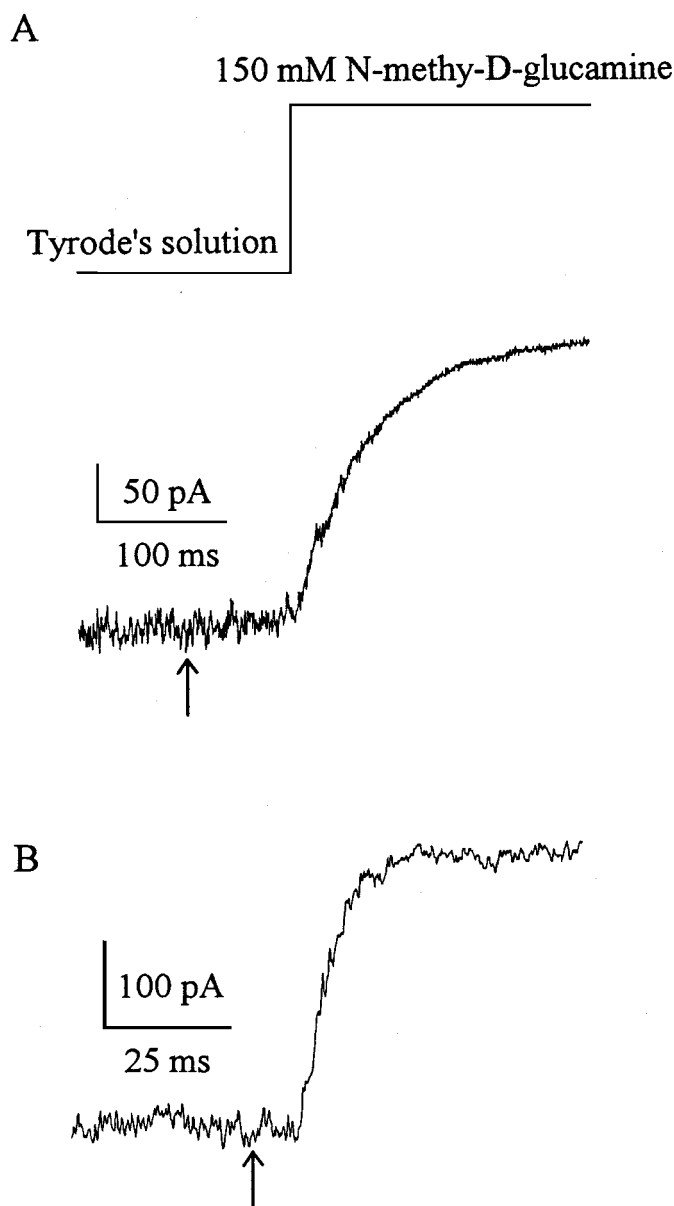 A
150 mM N-methy-D-glucamine
Tyrode's solution
50 pA
100 ms
B
100 pA
25 ms